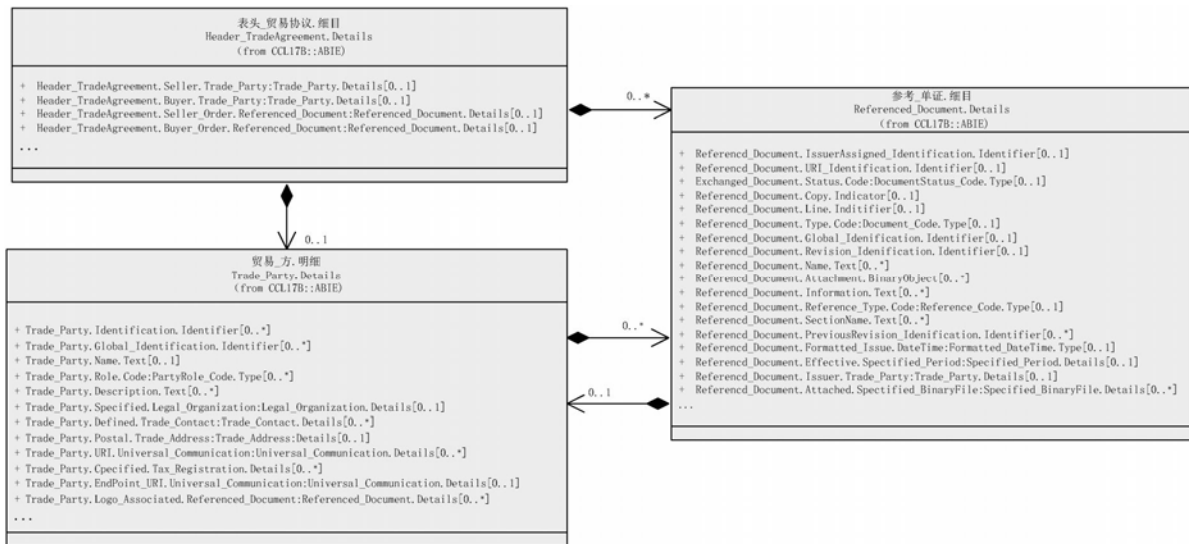 表头_贸易协议.细目
Header_TradeAgreement.Details
(from CCL17B::ABIE)
+ Header_TradeAgreement.Seller.Trade_Party:Trade_Party.Details[0..1]
+ Header_TradeAgreement.Buyer.Trade_Party:Trade_Party.Details[0..1]
+ Header_TradeAgreement.Seller_Order.Referenced_Document:Referenced_Document.Details[0..1]
+ Header_TradeAgreement.Buyer_Order.Referenced_Document:Referenced_Document.Details[0..1]
...
0..*
0..1
贸易_方.明细
Trade_Party.Details
(from CCL17B::ABIE)
+ Trade_Party.Identification.Identifier[0..*]
+ Trade_Party.Global_Identification.Identifier[0..*]
+ Trade_Party.Name.Text[0..1]
+ Trade_Party.Role.Code:PartyRole_Code.Type[0..*]
+ Trade_Party.Description.Text[0..*]
+ Trade_Party.Specified.Legal_Organization:Legal_Organization.Details[0..1]
+ Trade_Party.Defined.Trade_Contact:Trade_Contact.Details[0..*]
+ Trade_Party.Postal.Trade_Address:Trade_Address:Details[0..1]
+ Trade_Party.URI.Universal_Communication:Universal_Communication.Details[0..*]
+ Trade_Party.Cpecified.Tax_Registration.Details[0..*]
+ Trade_Party.EndPoint_URI.Universal_Communication:Universal_Communication.Details[0..1]
+ Trade_Party.Logo_Associated.Referenced_Document:Referenced_Document.Details[0..*]
...
0..*
0..1
参考_单证.细目
Referenced_Document.Details
(from CCL17B::ABIE)
+ Referencd_Document.IssuerAssigned_Identification.Identifier[0..1]
+ Referencd_Document.URI_Identification.Identifier[0..1]
+ Exchanged_Document.Status.Code:DocumentStatus_Code.Type[0..1]
+ Referencd_Document.Copy.Indicator[0..1]
+ Referencd_Document.Line.Inditifier[0..1]
+ Referencd_Document.Type.Code:Document_Code.Type[0..1]
+ Referencd_Document.Global_Idenification.Identifier[0..1]
+ Referencd_Document.Revision_Idenification.Identifier[0..1]
+ Referencd_Document.Name.Text[0..*]
+ Referencd_Document.Attachment.BinaryObject[0..*]
+ Referencd_Document.Information.Text[0..*]
+ Referencd_Document.Reference_Type.Code:Reference_Code.Type[0..1]
+ Referencd_Document.SectionName.Text[0..*]
+ Referencd_Document.PreviousRevision_Idenification.Identifier[0..*]
+ Referencd_Document.Formatted_Issue.DateTime:Formatted_DateTime.Type[0..1]
+ Referencd_Document.Effective.Spectified_Period:Specified_Period.Details[0..1]
+ Referencd_Document.Issuer.Trade_Party:Trade_Party.Details[0..1]
+ Referencd_Document.Attached.Spectified_BinaryFile:Specified_BinaryFile.Details[0..*]
...